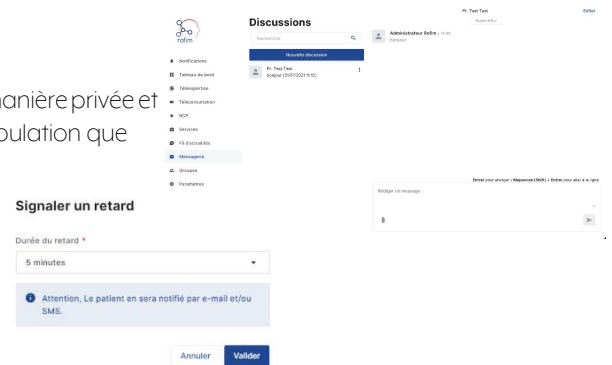 rofim
Notifications
Tableau de bord
Téléexpertise
Téléconsultation
RCP
Services
Fil d'actualités
Messagerie
Groupes
Paramètres
Discussions
Rechercher
Nouvelle discussion
Pr. Test Test
bonjour (01/07/2021 11:15)
Pr. Test Test
Editer
Aujourd'hui
Administrateur Rofim •
bonjour
Entrer pour envoyer / Majuscule (Shift) + Entrer pour aller à la ligne
Rédiger un message
manière privée et
pulation que
Signaler un retard
Durée du retard *
5 minutes
Attention, Le patient en sera notifié par e-mail et/ou
SMS.
Annuler
Valider